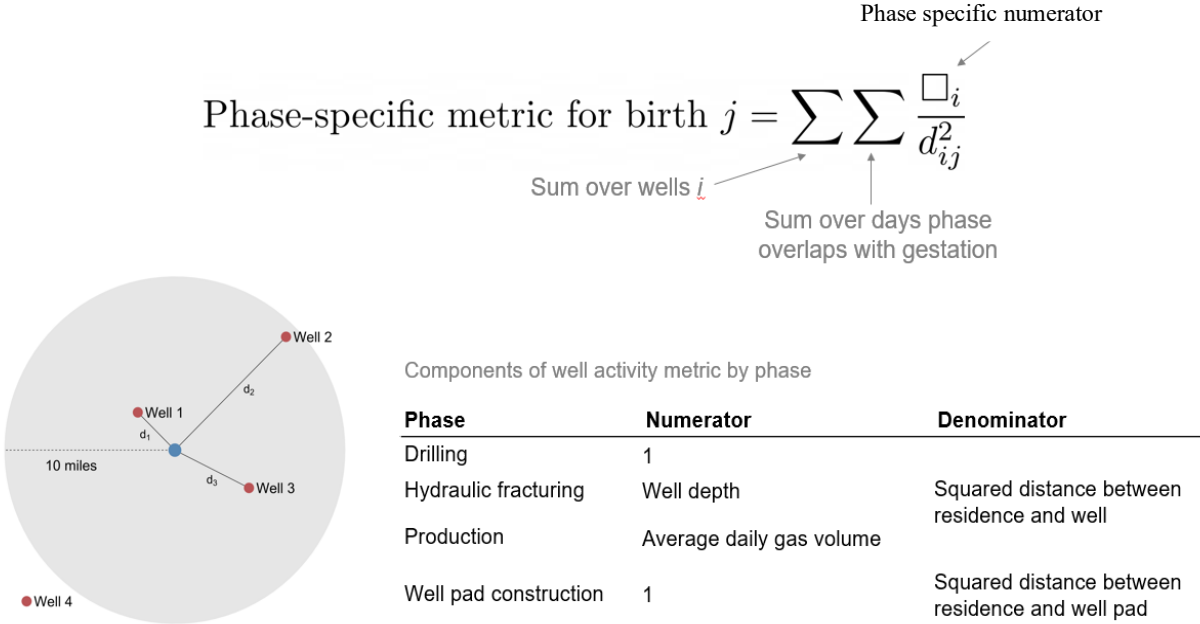 Phase specific numerator
Phase-specific metric for birth j = ∑∑ □ᵢ / d²ᵢⱼ
Sum over wells i
Sum over days phase
overlaps with gestation
Well 2
d₂
Well 1
d₁
10 miles
d₃
Well 3
Well 4
Components of well activity metric by phase
Phase Numerator Denominator
Drilling 1
Hydraulic fracturing Well depth Squared distance between
residence and well
Production Average daily gas volume
Well pad construction 1 Squared distance between
residence and well pad